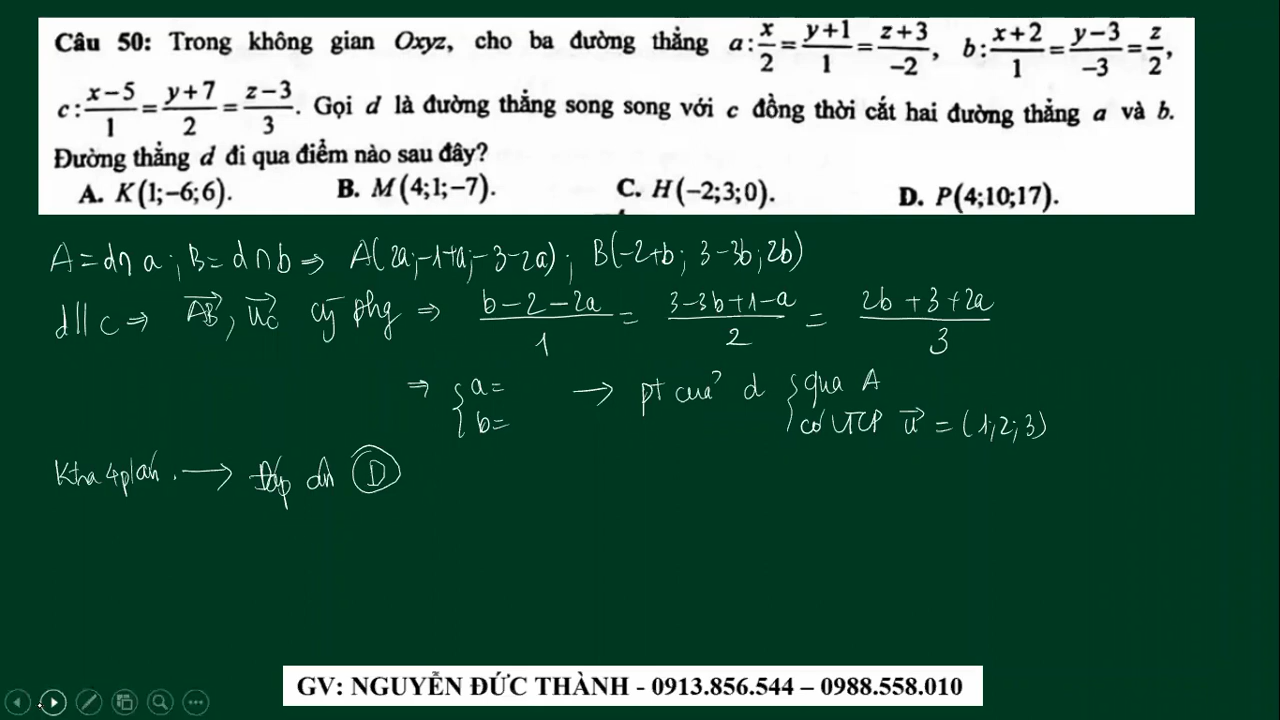 Câu 50: Trong không gian Oxyz, cho ba đường thẳng a: x/2 = (y+1)/1 = (z+3)/-2, b: (x+2)/1 = (y-3)/-3 = z/2,
c: (x-5)/1 = (y+7)/2 = (z-3)/3. Gọi d là đường thẳng song song với c đồng thời cắt hai đường thẳng a và b.
Đường thẳng d đi qua điểm nào sau đây?
A. K(1;-6;6). B. M(4;1;-7). C. H(-2;3;0). D. P(4;10;17).
A = d∩a; B = d∩b ⇒ A(2a; -1+a; -3-2a); B(-2+b; 3-3b; 2b)
d∥c ⇒ AB, u_c cg phg ⇒ (b-2-2a)/1 = (3-3b+1-a)/2 = (2b+3+2a)/3
⇒ { a= b= → pt của d { qua A
có VTCP u = (1;2;3)
4 p/án. → Đáp án D
GV: NGUYỄN ĐỨC THÀNH - 0913.856.544 – 0988.558.010